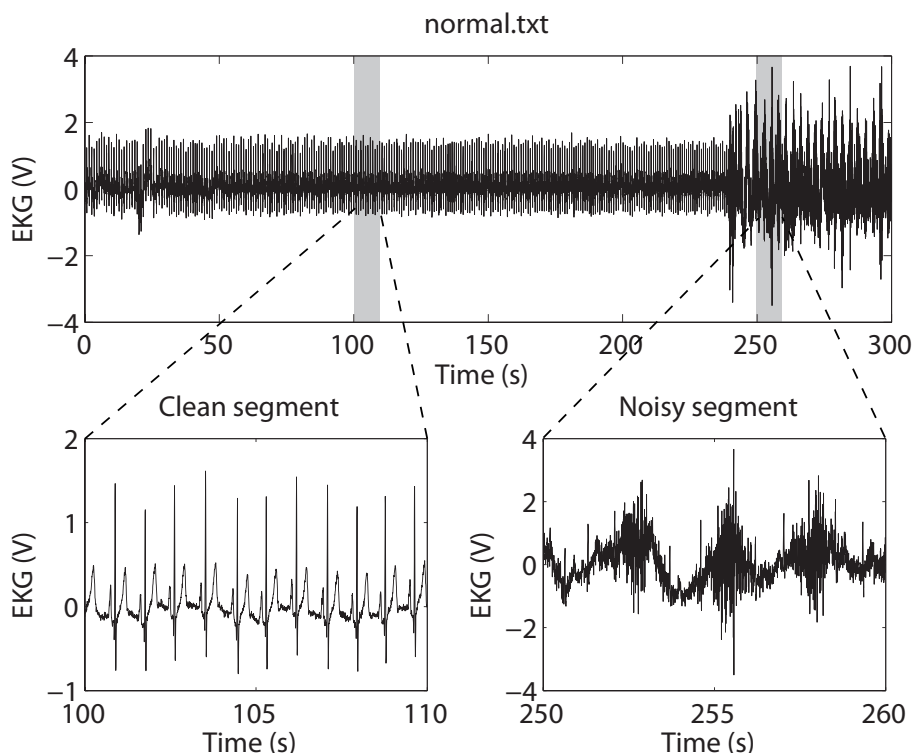 normal.txt
EKG (V)
4
2
0
−2
−4
0 50 100 150 200 250 300
Time (s)
Clean segment
EKG (V)
2
1
0
−1
100 105 110
Time (s)
Noisy segment
EKG (V)
4
2
0
−2
−4
250 255 260
Time (s)